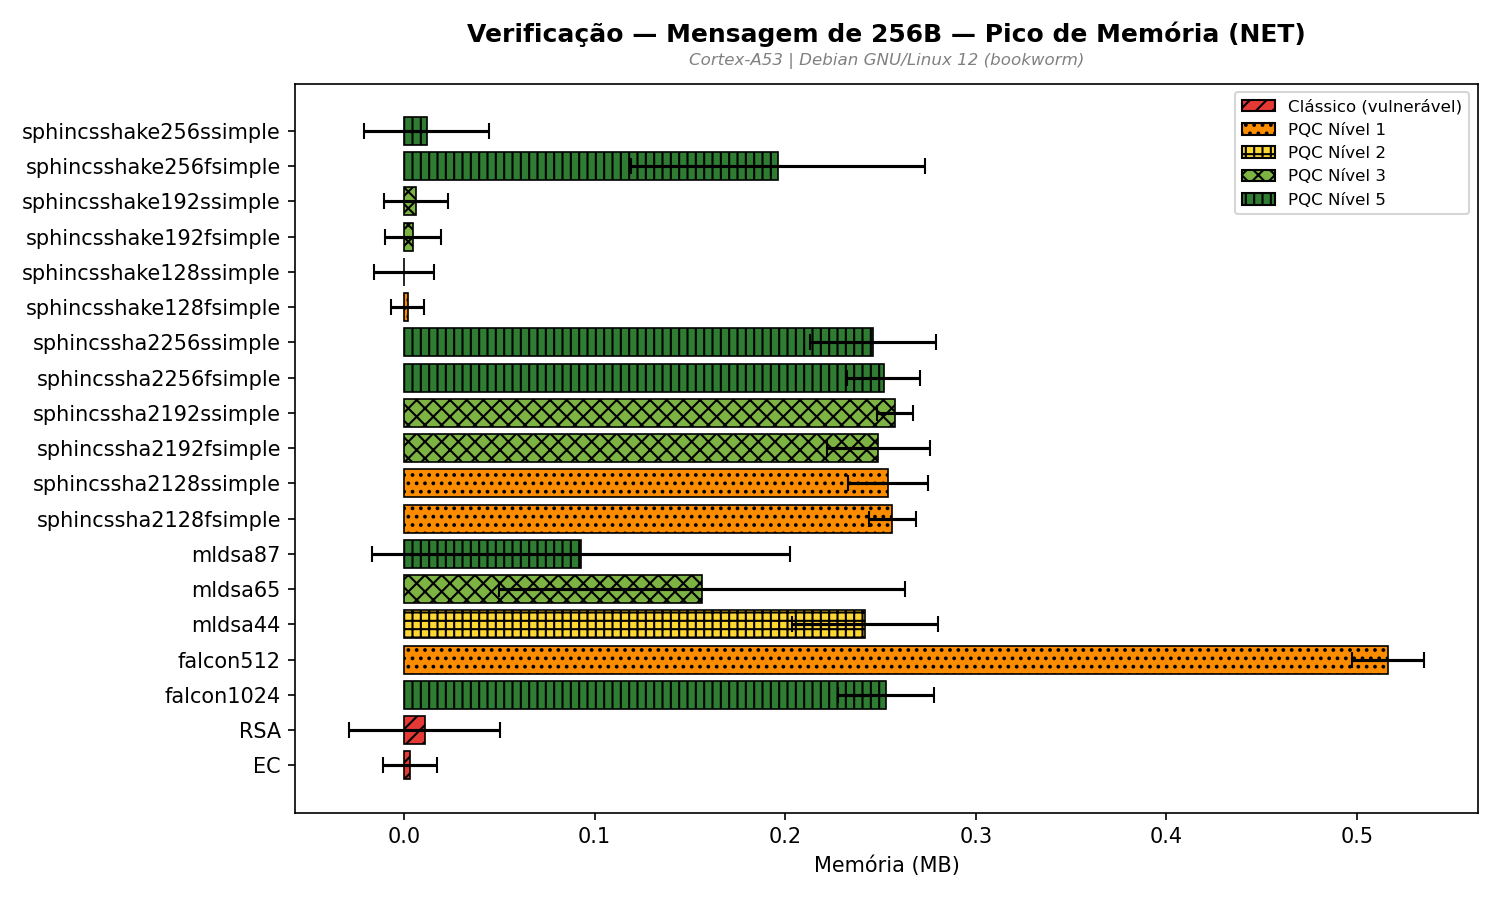 Verificação — Mensagem de 256B — Pico de Memória (NET)
Cortex-A53 | Debian GNU/Linux 12 (bookworm)
Clássico (vulnerável)
PQC Nível 1
PQC Nível 2
PQC Nível 3
PQC Nível 5
sphincsshake256ssimple
sphincsshake256fsimple
sphincsshake192ssimple
sphincsshake192fsimple
sphincsshake128ssimple
sphincsshake128fsimple
sphincssha2256ssimple
sphincssha2256fsimple
sphincssha2192ssimple
sphincssha2192fsimple
sphincssha2128ssimple
sphincssha2128fsimple
mldsa87
mldsa65
mldsa44
falcon512
falcon1024
RSA
EC
0.0 0.1 0.2 0.3 0.4 0.5
Memória (MB)